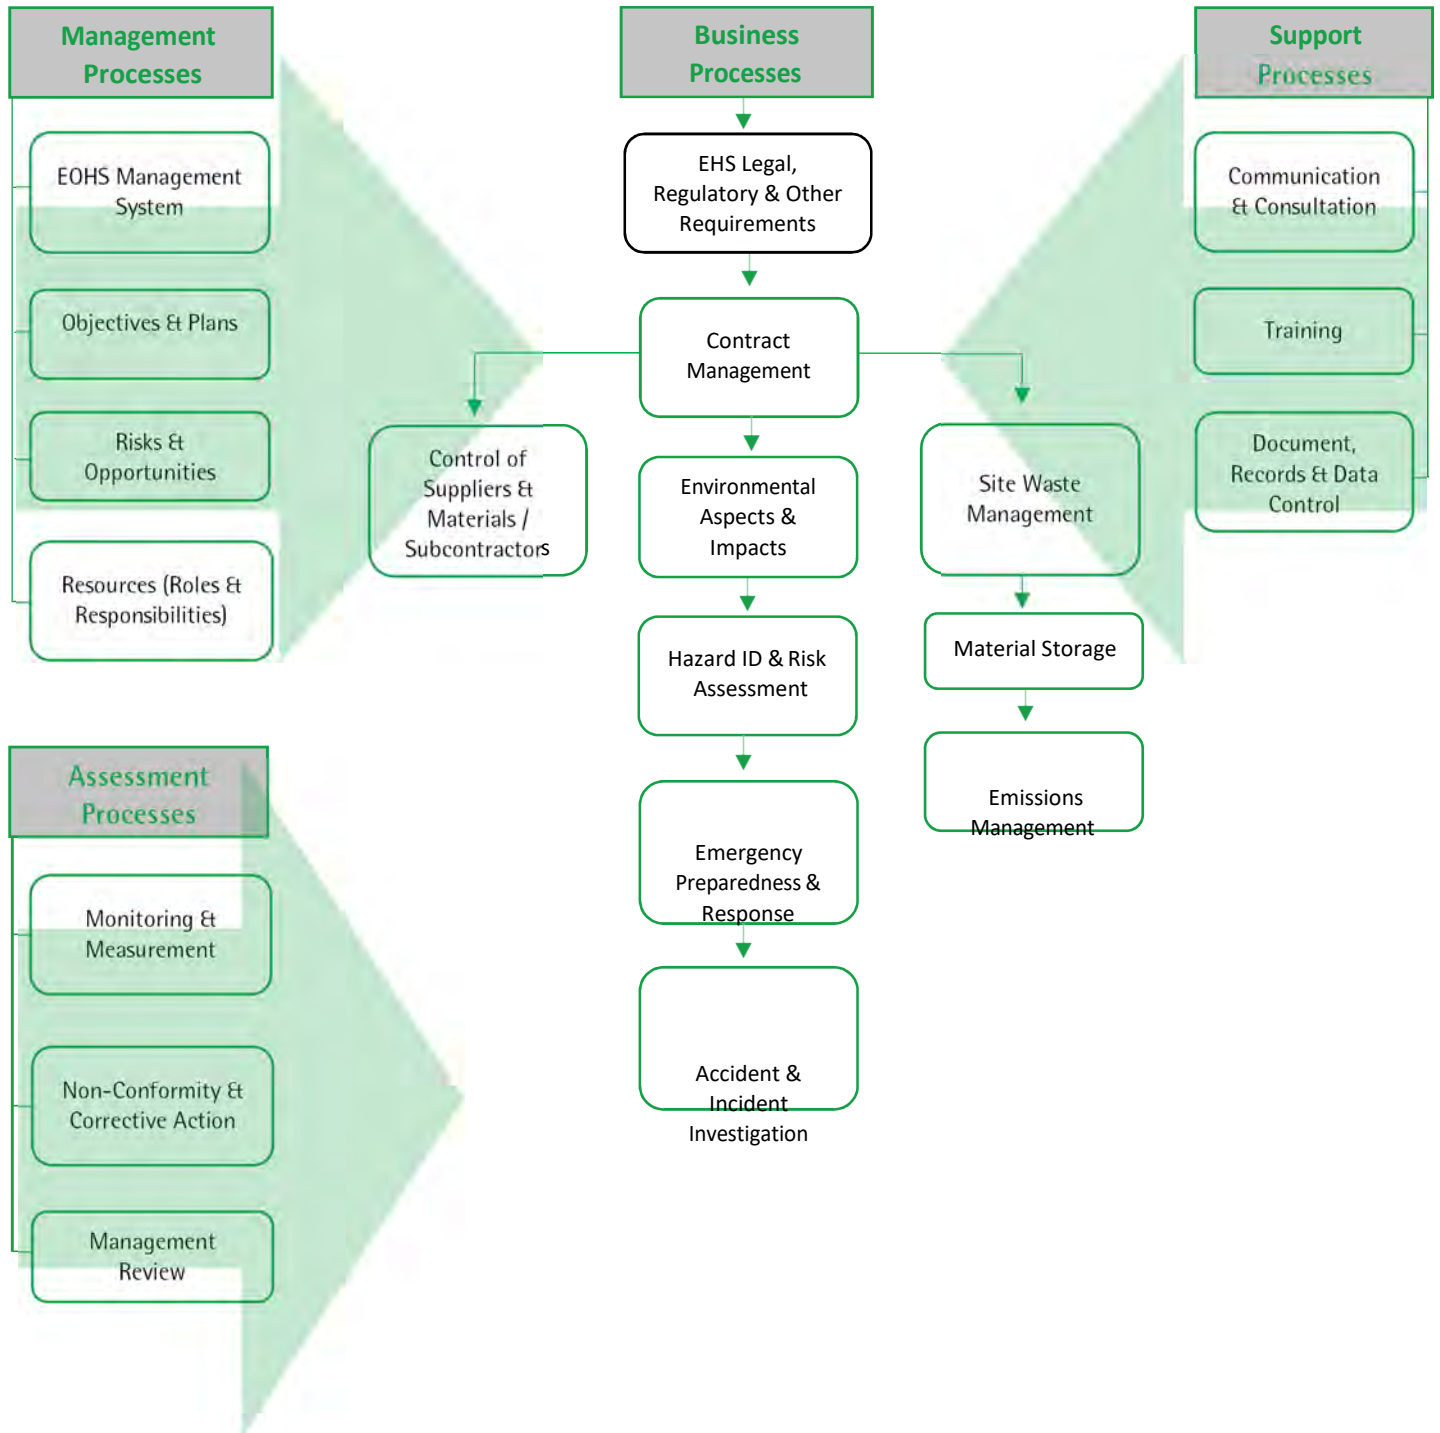 Management
Processes
EOHS Management
System
Objectives & Plans
Risks &
Opportunities
Resources (Roles &
Responsibilities)
Business
Processes
EHS Legal,
Regulatory & Other
Requirements
Contract
Management
Control of
Suppliers &
Materials /
Subcontractors
Environmental
Aspects &
Impacts
Hazard ID & Risk
Assessment
Emergency
Preparedness &
Response
Accident &
Incident
Investigation
Site Waste
Management
Material Storage
Emissions
Management
Support
Processes
Communication
& Consultation
Training
Document,
Records & Data
Control
Assessment
Processes
Monitoring &
Measurement
Non-Conformity &
Corrective Action
Management
Review